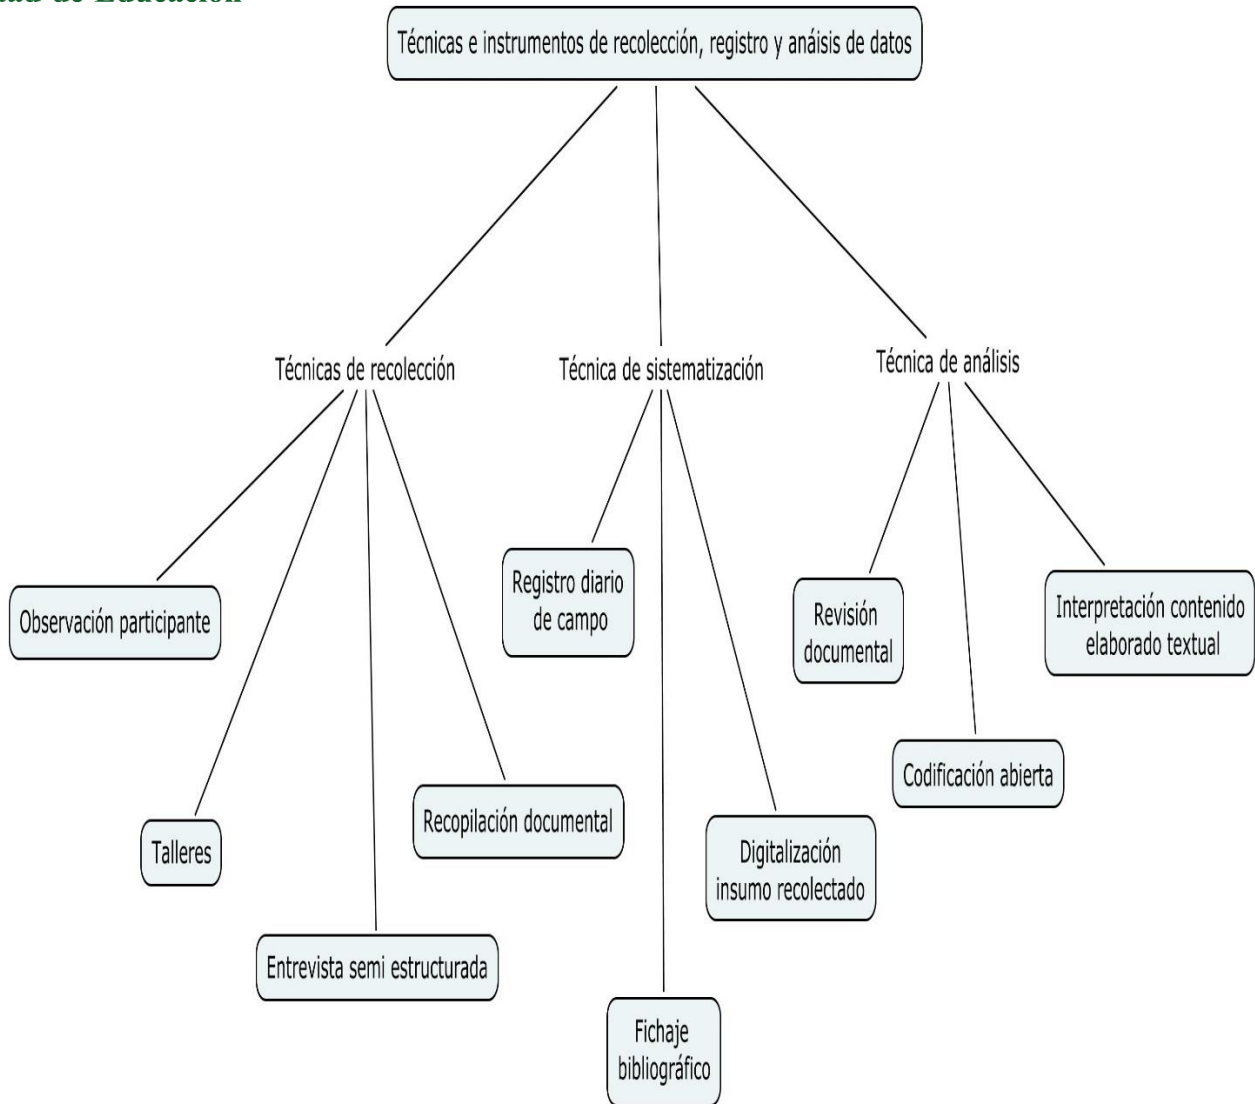 Técnicas e instrumentos de recolección, registro y anáisis de datos
Técnicas de recolección
Técnica de sistematización
Técnica de análisis
Observación participante
Talleres
Entrevista semi estructurada
Recopilación documental
Registro diario
de campo
Fichaje
bibliográfico
Digitalización
insumo recolectado
Revisión
documental
Codificación abierta
Interpretación contenido
elaborado textual